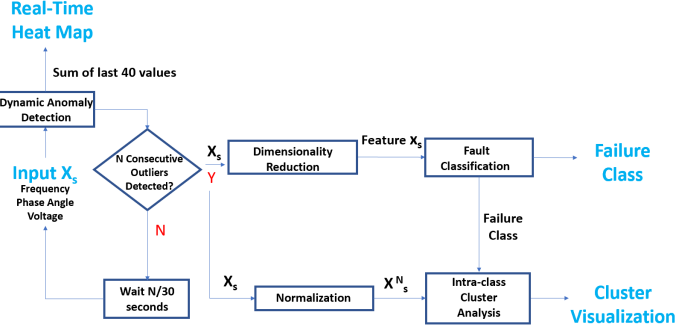 Real-Time
Heat Map
Sum of last 40 values
Dynamic Anomaly
Detection
Input Xs
Frequency
Phase Angle
Voltage
N Consecutive
Outliers
Detected?
Xs
Y
N
Wait N/30
seconds
Dimensionality
Reduction
Feature Xs
Fault
Classification
Failure
Class
Failure
Class
Xs
Normalization
XNs
Intra-class
Cluster
Analysis
Cluster
Visualization